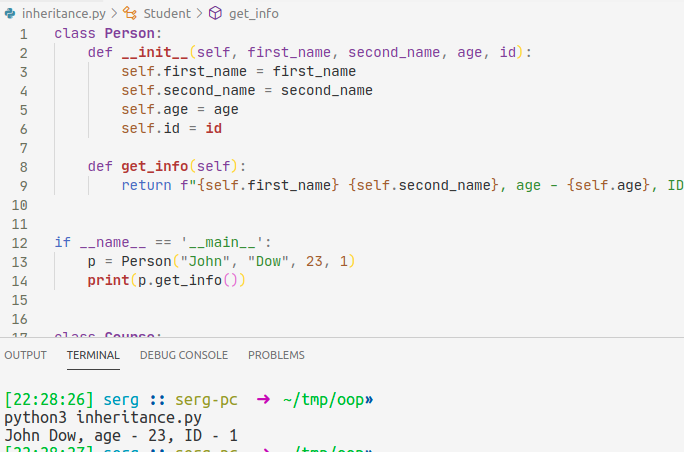 inheritance.py > Student > get_info
1 class Person:
2 def __init__(self, first_name, second_name, age, id):
3 self.first_name = first_name
4 self.second_name = second_name
5 self.age = age
6 self.id = id
7
8 def get_info(self):
9 return f"{self.first_name} {self.second_name}, age - {self.age}, ID
10
11
12 if __name__ == '__main__':
13 p = Person("John", "Dow", 23, 1)
14 print(p.get_info())
15
16
17 class Course:
OUTPUT TERMINAL DEBUG CONSOLE PROBLEMS
[22:28:26] serg :: serg-pc ➜ ~/tmp/oop»
python3 inheritance.py
John Dow, age - 23, ID - 1
[22:28:27] serg :: serg-pc ➜ ~/tmp/oop»